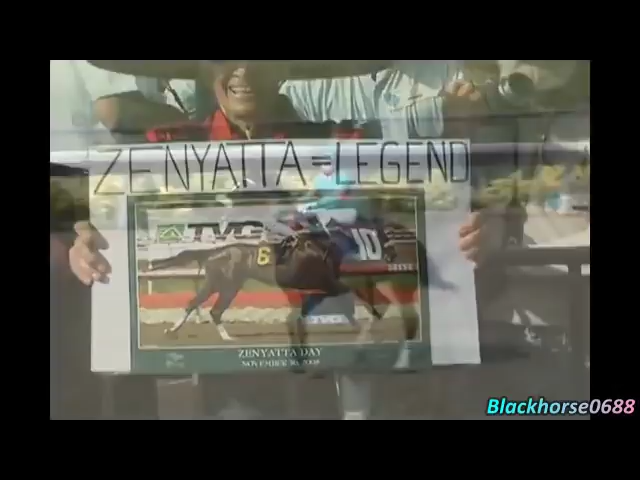 ZENYATTA=LEGEND
TVG
6
10
ZENYATTA DAY
Blackhorse0688